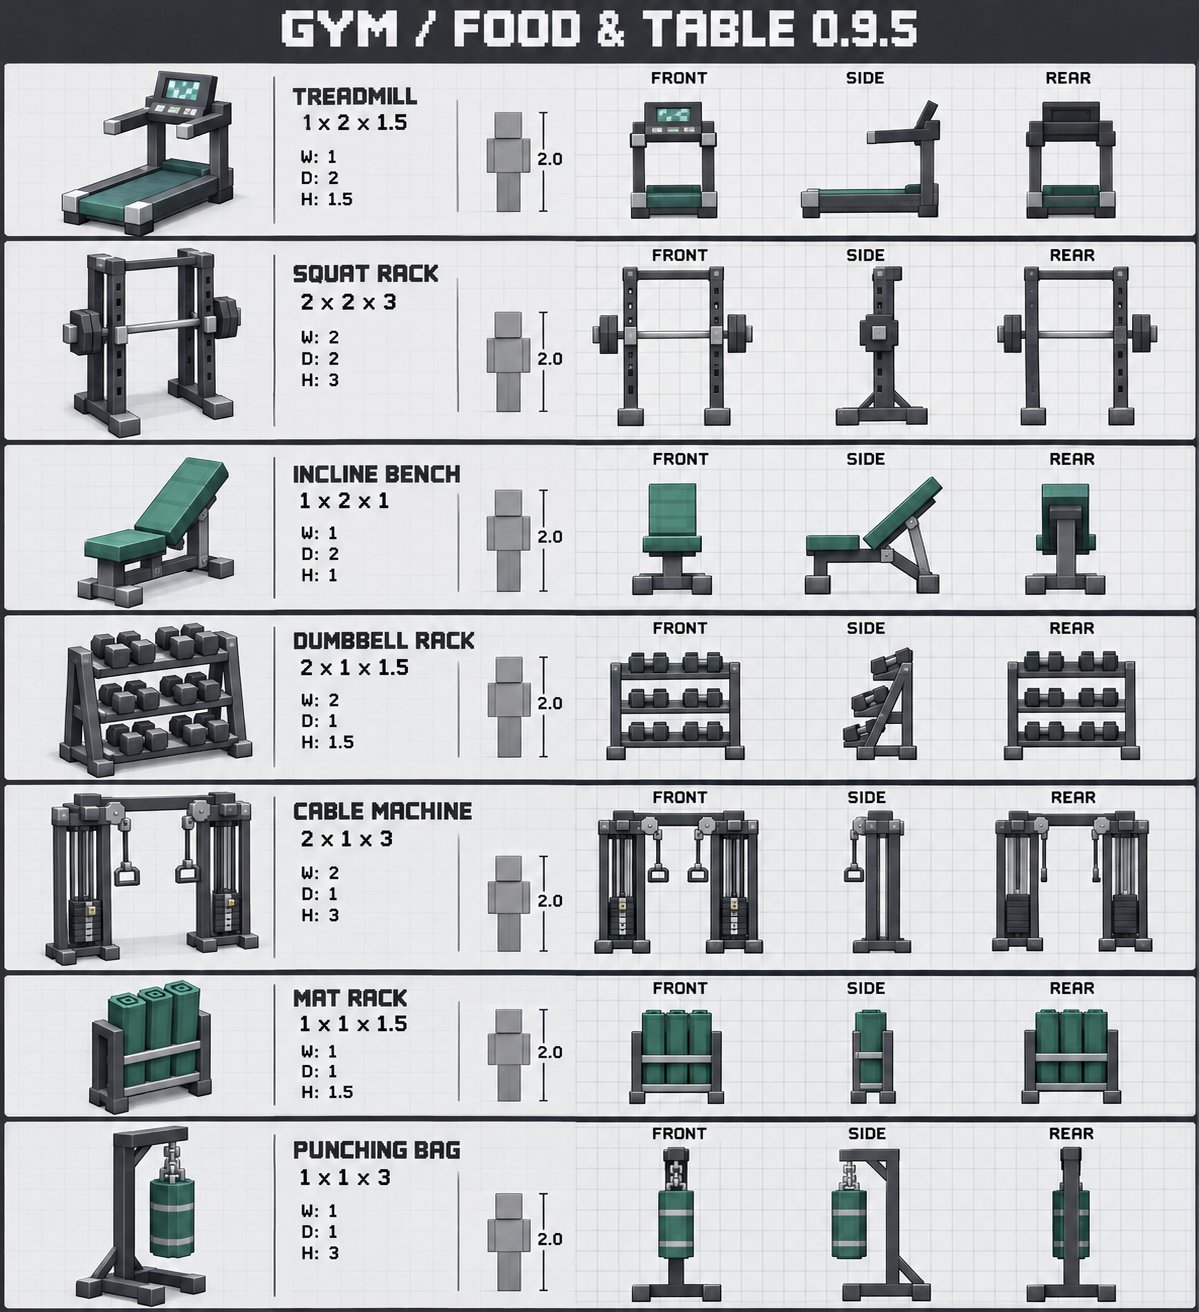 GYM / FOOD & TABLE 0.9.5
TREADMILL
1 x 2 x 1.5
W: 1
D: 2
H: 1.5
2.0
FRONT
SIDE
REAR
SQUAT RACK
2 x 2 x 3
W: 2
D: 2
H: 3
2.0
FRONT
SIDE
REAR
INCLINE BENCH
1 x 2 x 1
W: 1
D: 2
H: 1
2.0
FRONT
SIDE
REAR
DUMBBELL RACK
2 x 1 x 1.5
W: 2
D: 1
H: 1.5
2.0
FRONT
SIDE
REAR
CABLE MACHINE
2 x 1 x 3
W: 2
D: 1
H: 3
2.0
FRONT
SIDE
REAR
MAT RACK
1 x 1 x 1.5
W: 1
D: 1
H: 1.5
2.0
FRONT
SIDE
REAR
PUNCHING BAG
1 x 1 x 3
W: 1
D: 1
H: 3
2.0
FRONT
SIDE
REAR